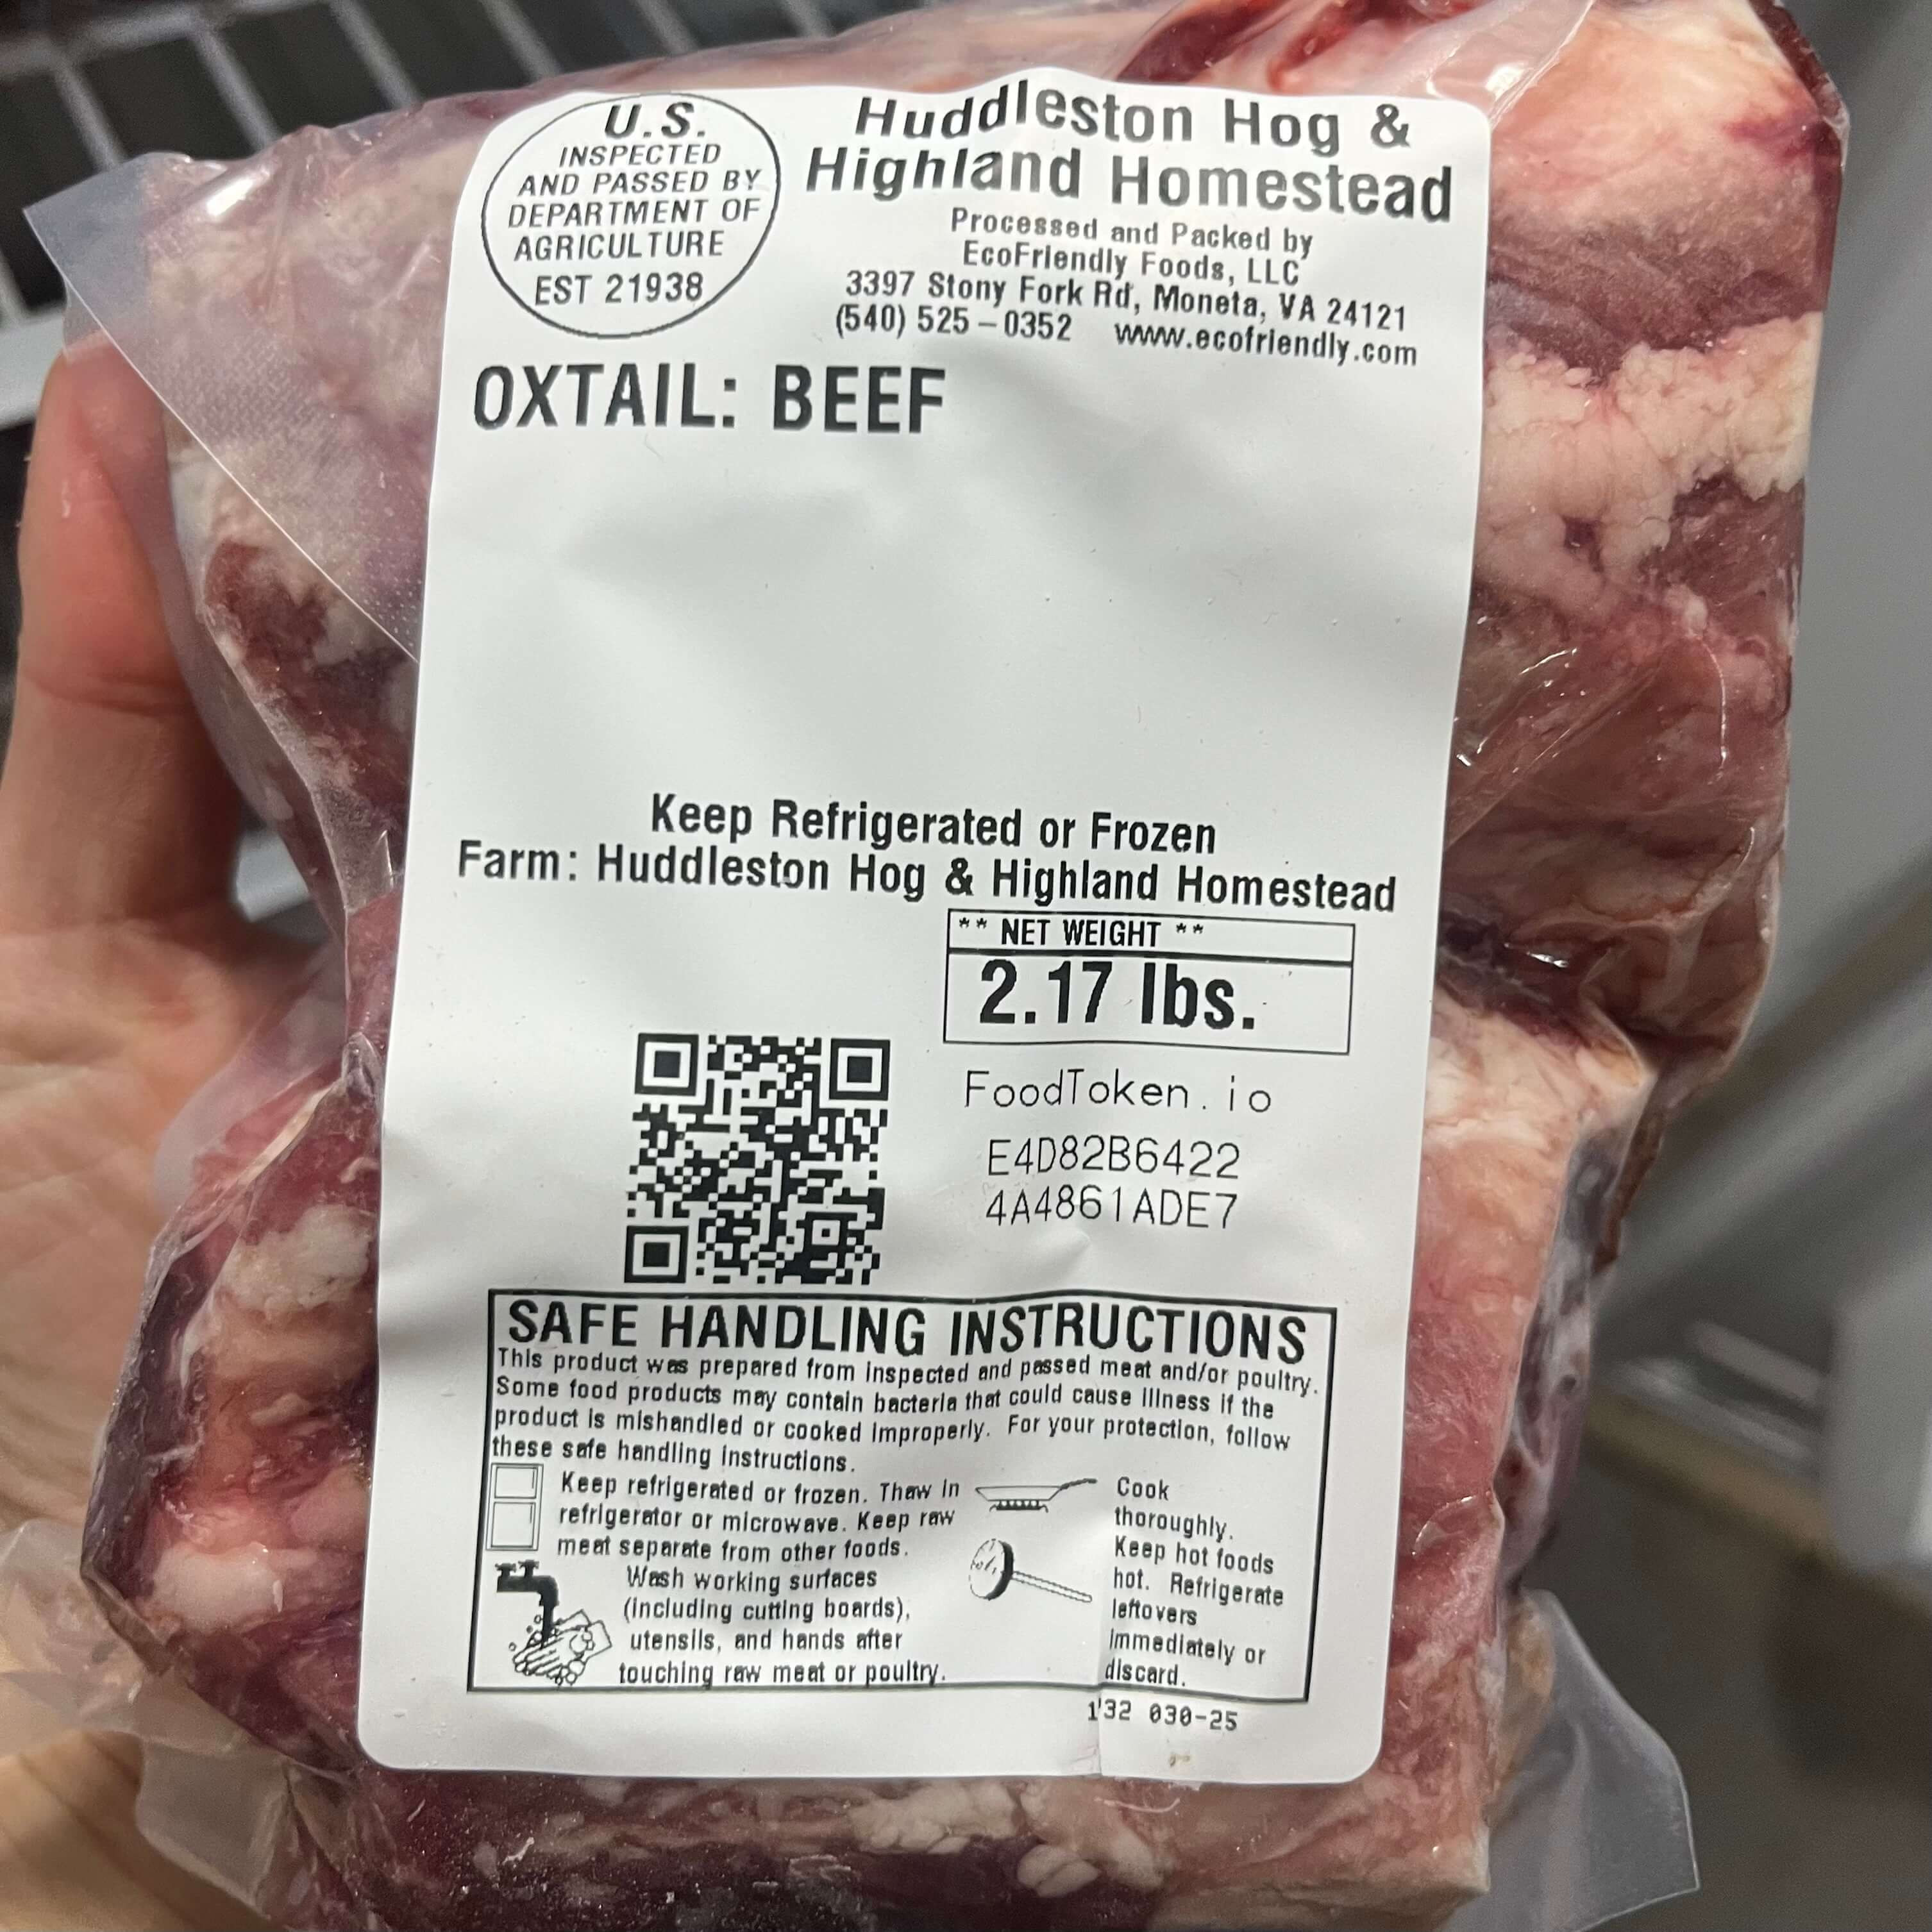 U.S.
INSPECTED
AND PASSED BY
DEPARTMENT OF
AGRICULTURE
EST 21938
Huddleston Hog &
Highland Homestead
Processed and Packed by
EcoFriendly Foods, LLC
3397 Stony Fork Rd, Moneta, VA 24121
(540) 525-0352 www.ecofriendly.com
OXTAIL: BEEF
Keep Refrigerated or Frozen
Farm: Huddleston Hog & Highland Homestead
** NET WEIGHT **
2.17 lbs.
FoodToken.io
E4D82B6422
4A4861ADE7
SAFE HANDLING INSTRUCTIONS
This product was prepared from inspected and passed meat and/or poultry.
Some food products may contain bacteria that could cause illness if the
product is mishandled or cooked improperly. For your protection, follow
these safe handling instructions.
Keep refrigerated or frozen. Thaw in
refrigerator or microwave. Keep raw
meat separate from other foods.
Wash working surfaces
(including cutting boards),
utensils, and hands after
touching raw meat or poultry.
Cook
thoroughly.
Keep hot foods
hot. Refrigerate
leftovers
immediately or
discard.
1'32 030-25